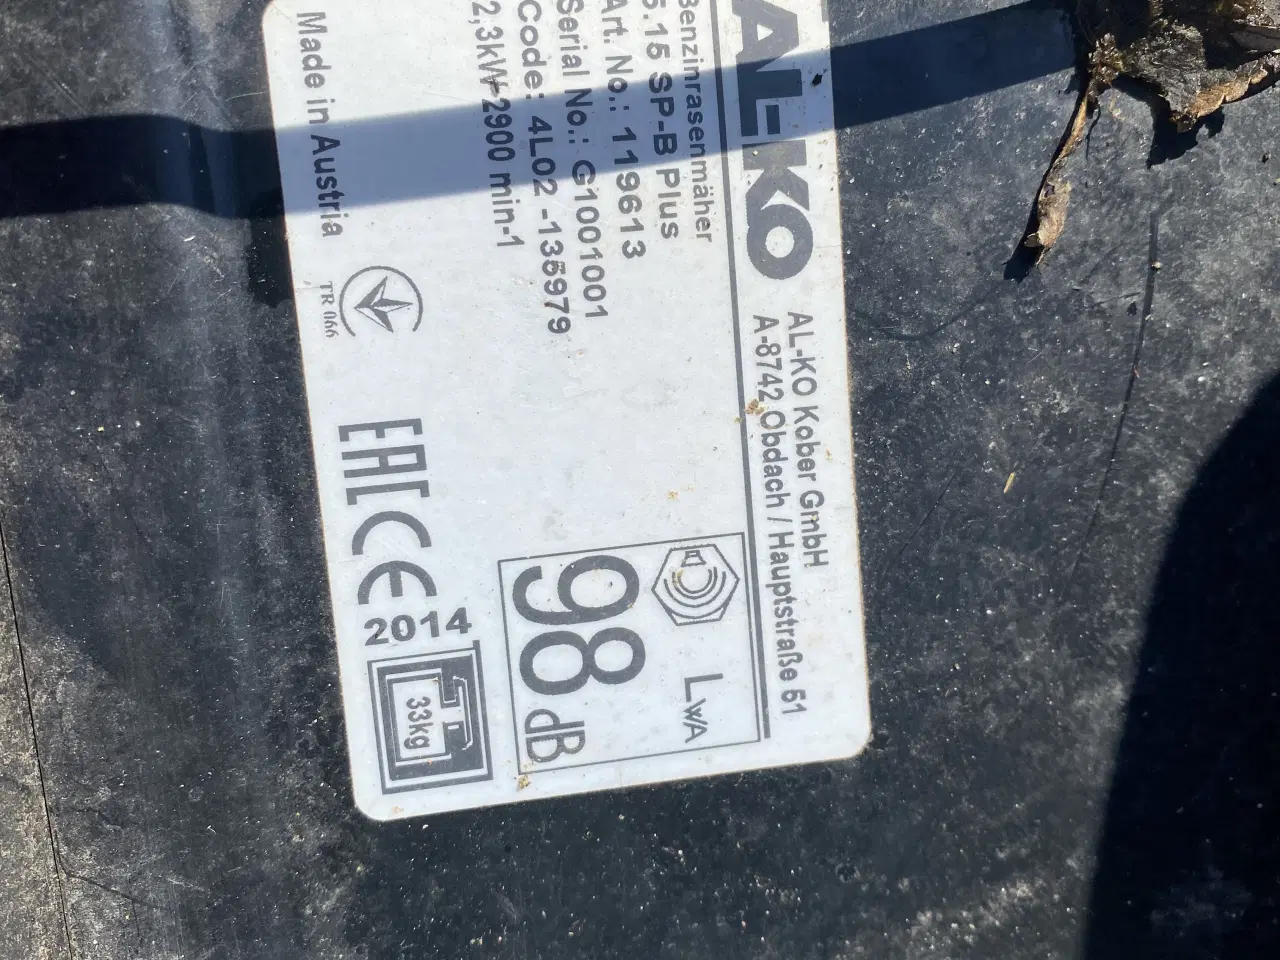 AL-KO
AL-KO Kober GmbH
A-8742 Obdach / Hauptstraße 51
Benzinrasenmäher
5.15 SP-B Plus
Art. No.: 119613
Serial No.: G1001001
Code: 4L02 -135979
2,3kW-2900 min-1
LWA
98 dB
Made in Austria
TR 066
EAC
CE
2014
33kg